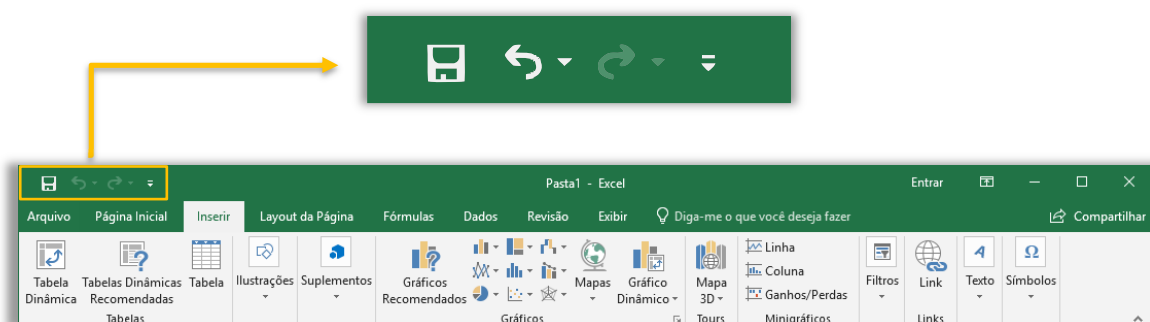 Pasta1 - Excel
Entrar
Arquivo Página Inicial Inserir Layout da Página Fórmulas Dados Revisão Exibir Diga-me o que você deseja fazer Compartilhar
Tabela Dinâmica
Tabelas Dinâmicas Recomendadas
Tabela
Ilustrações
Suplementos
Gráficos Recomendados
Mapas
Gráfico Dinâmico
Mapa 3D
Linha
Coluna
Ganhos/Perdas
Filtros
Link
Texto
Símbolos
Tabelas
Gráficos
Tours
Minigráficos
Links